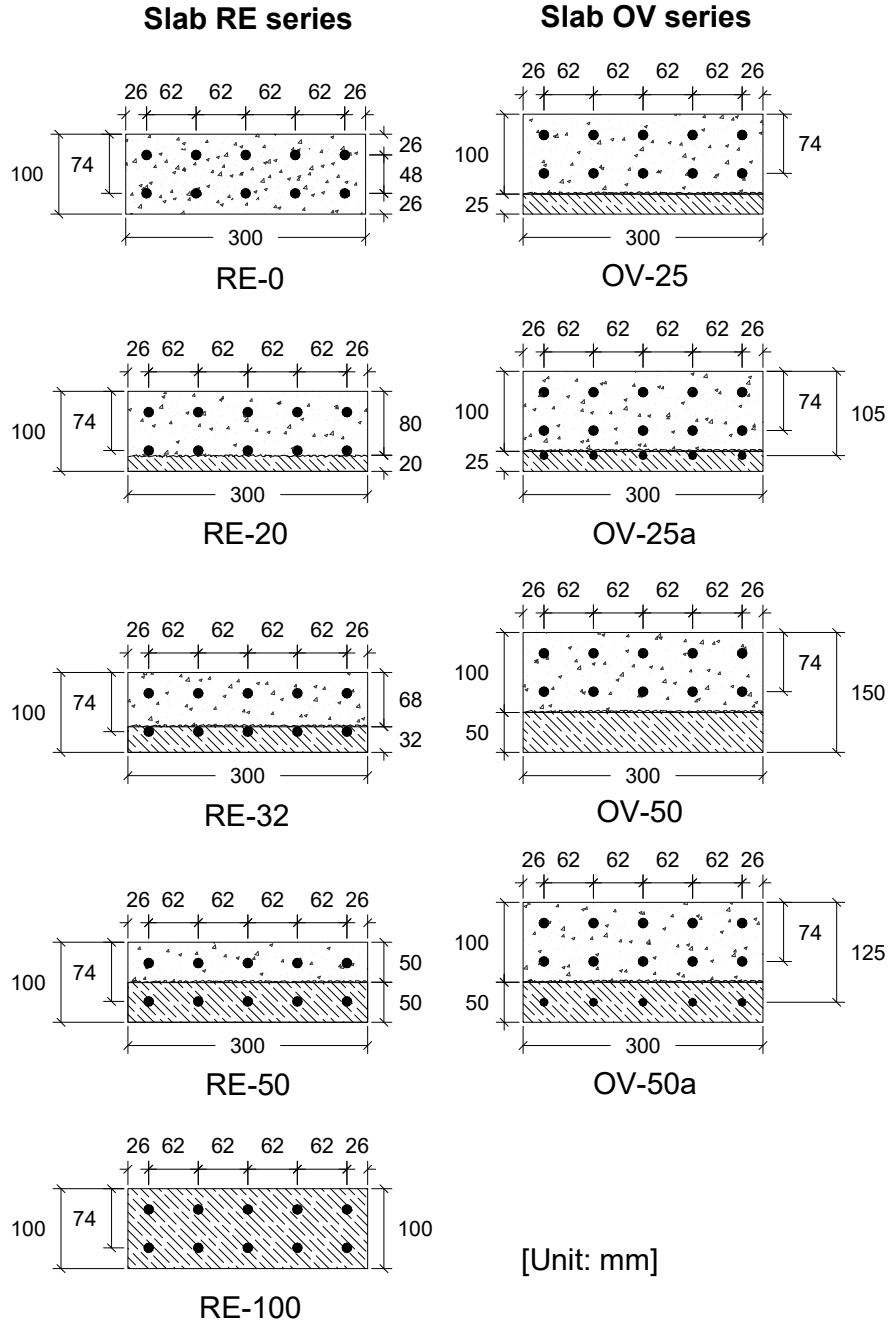 Slab RE series
26 62 62 62 62 26
100 74 26
48
26
300
RE-0
26 62 62 62 62 26
100 74 80
20
300
RE-20
26 62 62 62 62 26
100 74 68
32
300
RE-32
26 62 62 62 62 26
100 74 50
50
300
RE-50
26 62 62 62 62 26
100 74 100
RE-100
Slab OV series
26 62 62 62 62 26
100 74
25
300
OV-25
26 62 62 62 62 26
100 74 105
25
300
OV-25a
26 62 62 62 62 26
100 74 150
50
300
OV-50
26 62 62 62 62 26
100 74 125
50
300
OV-50a
[Unit: mm]